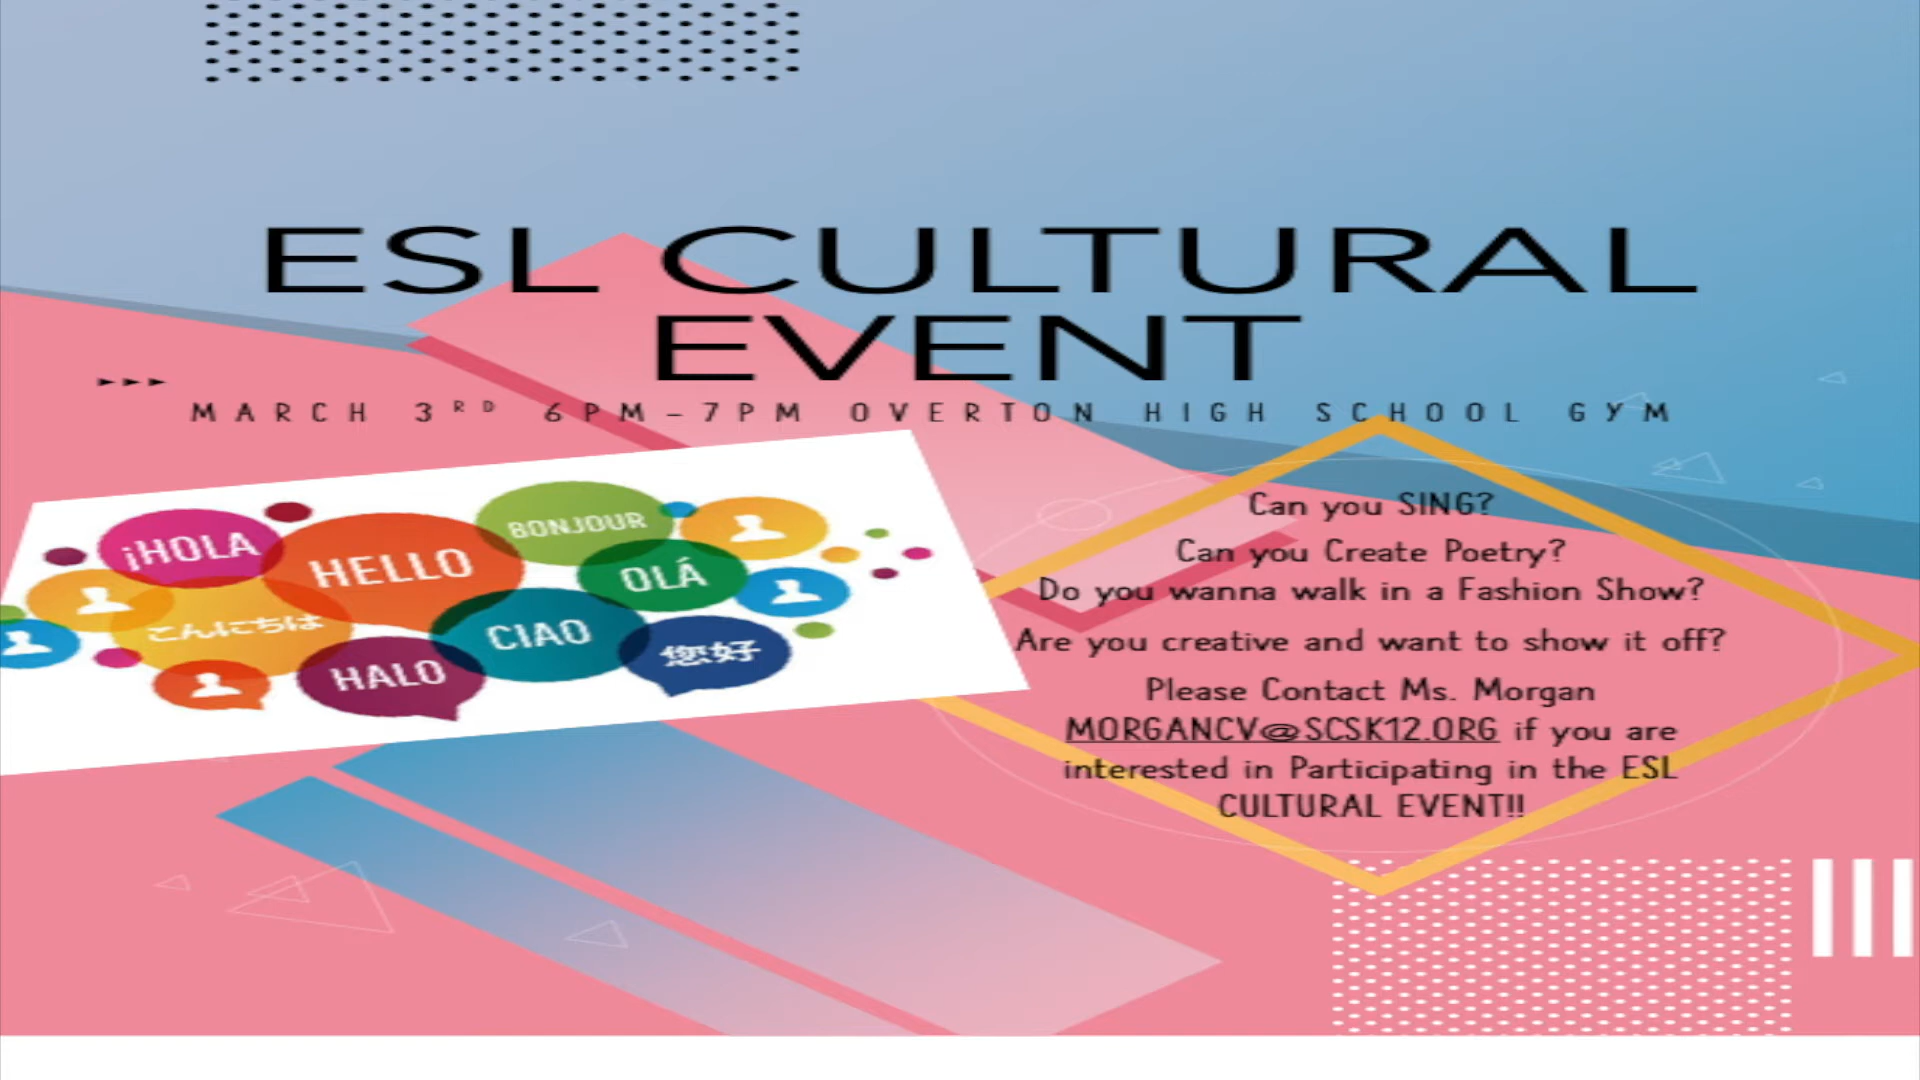 ESL CULTURAL
EVENT
MARCH 3RD 6PM-7PM OVERTON HIGH SCHOOL GYM
¡HOLA
HELLO
BONJOUR
OLÁ
こんにちは
HALO
CIAO
您好
Can you SING?
Can you Create Poetry?
Do you wanna walk in a Fashion Show?
Are you creative and want to show it off?
Please Contact Ms. Morgan
MORGANCV@SCSK12.ORG if you are
interested in Participating in the ESL
CULTURAL EVENT!!